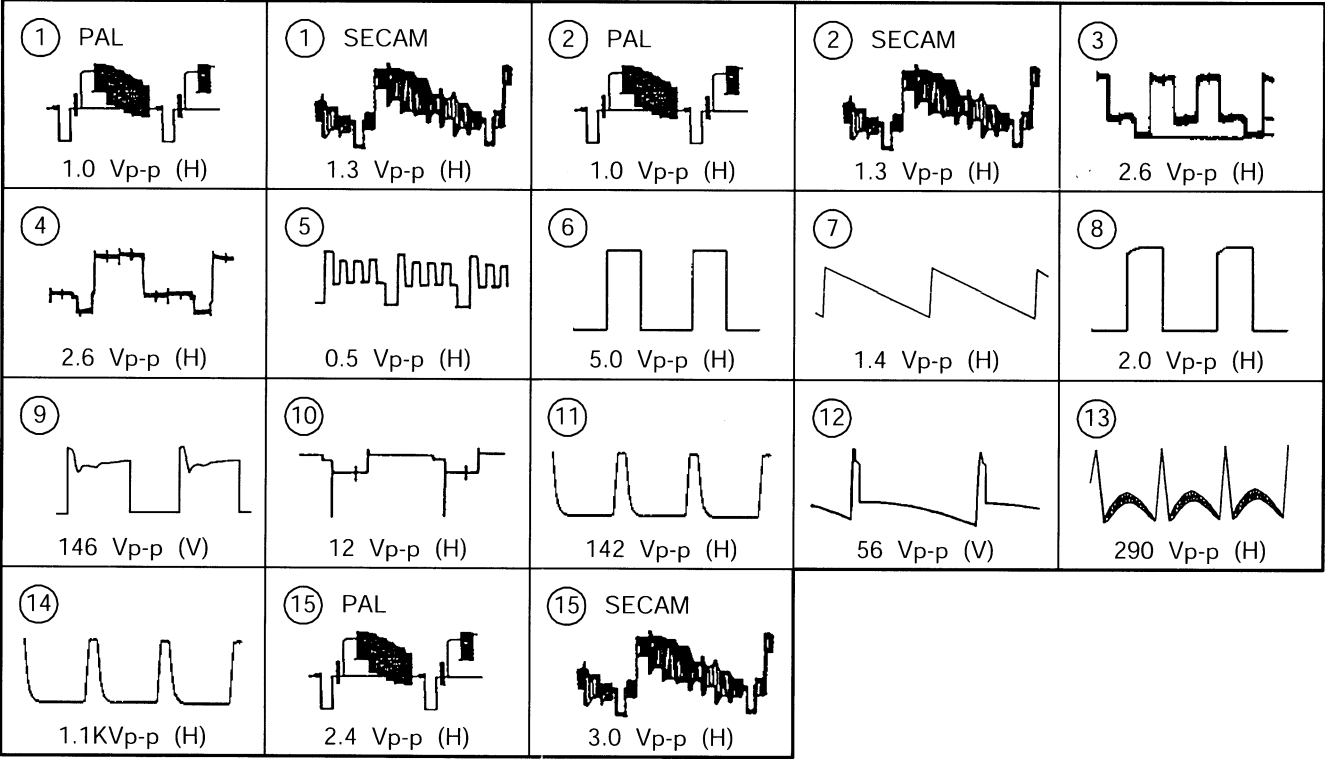 1 PAL
1.0 Vp-p (H)
1 SECAM
1.3 Vp-p (H)
2 PAL
1.0 Vp-p (H)
2 SECAM
1.3 Vp-p (H)
3
2.6 Vp-p (H)
4
2.6 Vp-p (H)
5
0.5 Vp-p (H)
6
5.0 Vp-p (H)
7
1.4 Vp-p (H)
8
2.0 Vp-p (H)
9
146 Vp-p (V)
10
12 Vp-p (H)
11
142 Vp-p (H)
12
56 Vp-p (V)
13
290 Vp-p (H)
14
1.1KVp-p (H)
15 PAL
2.4 Vp-p (H)
15 SECAM
3.0 Vp-p (H)